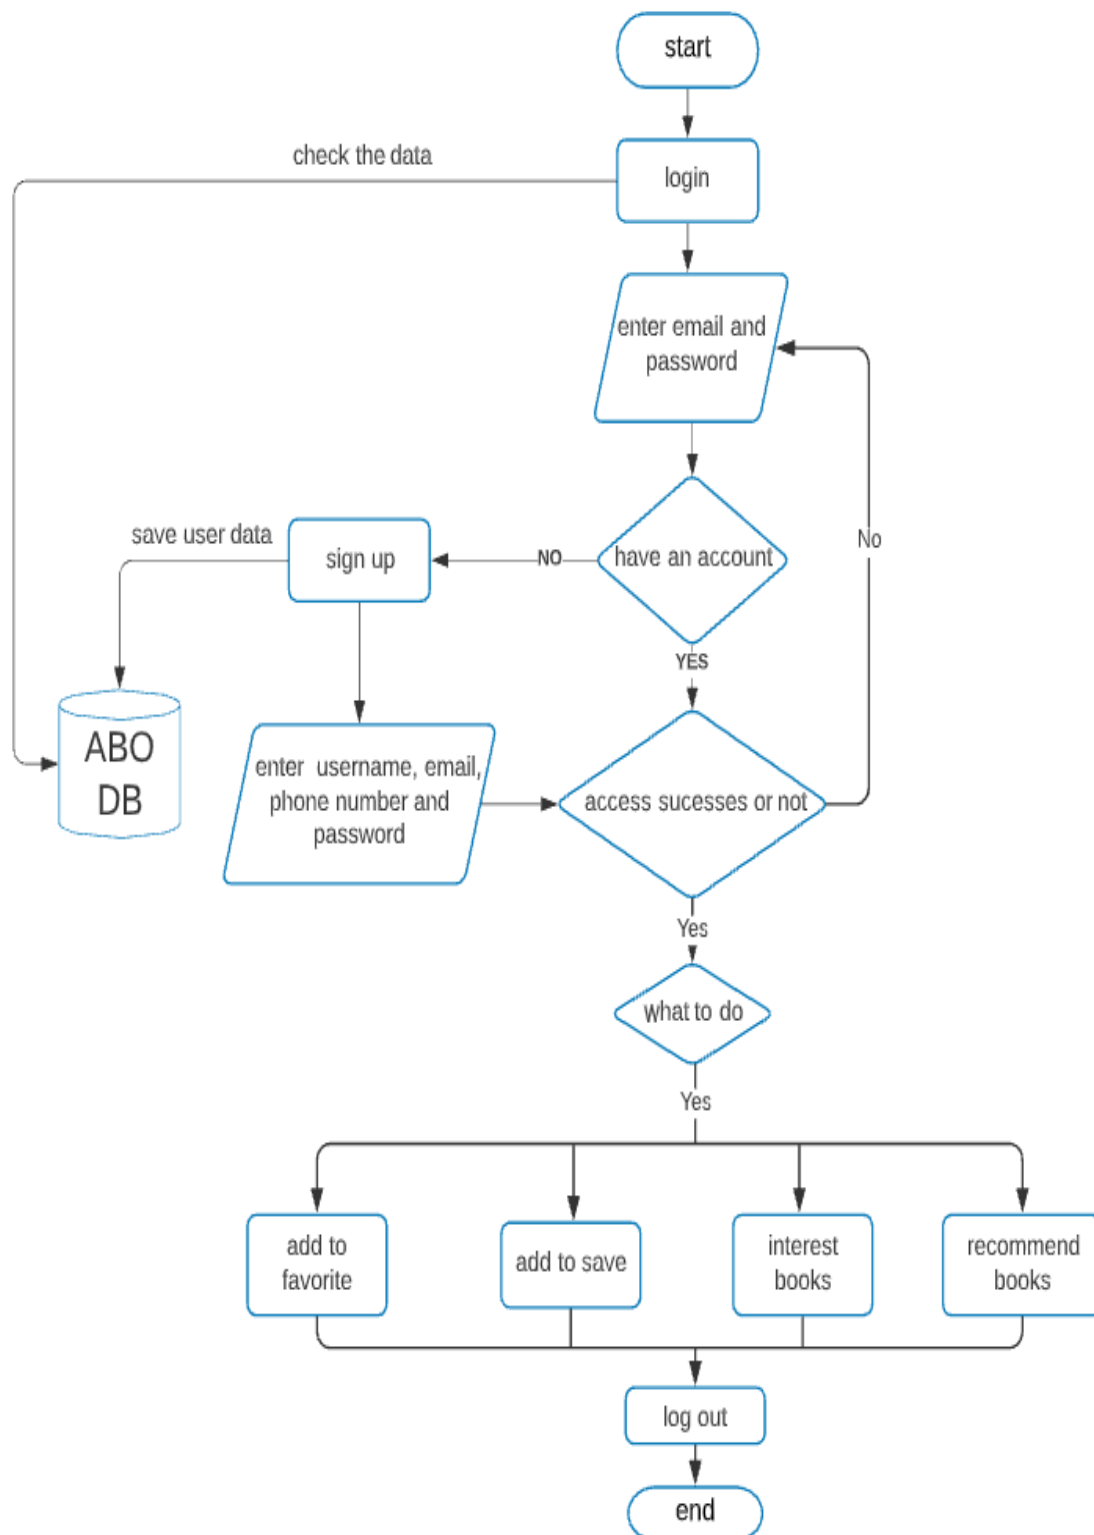 start
check the data
login
enter email and
password
No
save user data
sign up
NO
have an account
YES
ABO
DB
enter username, email,
phone number and
password
access sucesses or not
Yes
what to do
Yes
add to
favorite
add to save
interest
books
recommend
books
log out
end